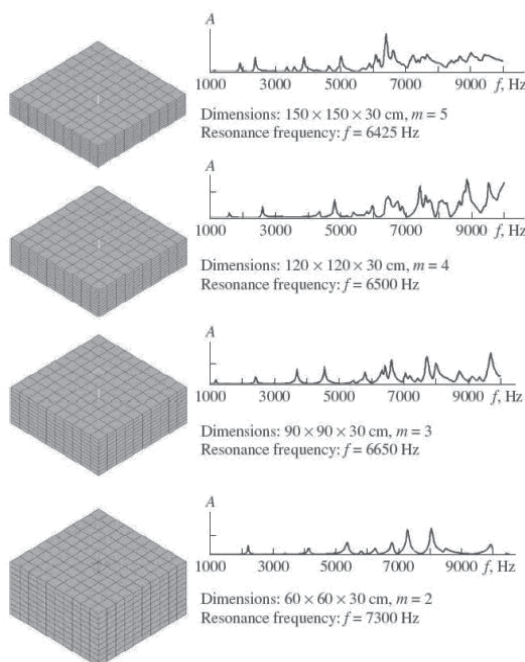 A
1000 3000 5000 7000 9000 f, Hz
Dimensions: 150 × 150 × 30 cm, m = 5
Resonance frequency: f = 6425 Hz
A
1000 3000 5000 7000 9000 f, Hz
Dimensions: 120 × 120 × 30 cm, m = 4
Resonance frequency: f = 6500 Hz
A
1000 3000 5000 7000 9000 f, Hz
Dimensions: 90 × 90 × 30 cm, m = 3
Resonance frequency: f = 6650 Hz
A
1000 3000 5000 7000 9000 f, Hz
Dimensions: 60 × 60 × 30 cm, m = 2
Resonance frequency: f = 7300 Hz